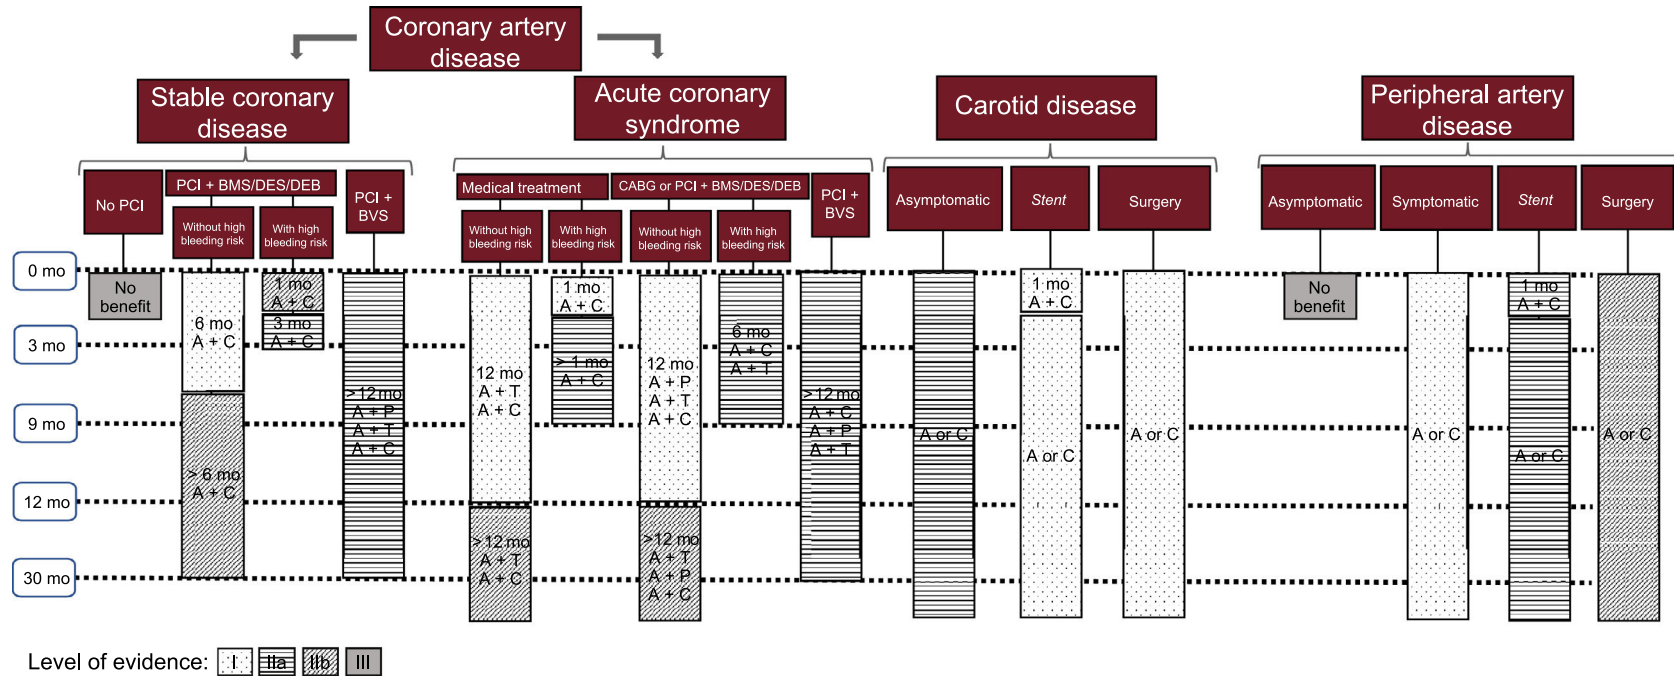 Coronary artery
disease
Stable coronary
disease
Acute coronary
syndrome
Carotid disease
Peripheral artery
disease
No PCI
PCI + BMS/DES/DEB
Without high
bleeding risk
With high
bleeding risk
PCI +
BVS
Medical treatment
Without high
bleeding risk
With high
bleeding risk
CABG or PCI + BMS/DES/DEB
Without high
bleeding risk
With high
bleeding risk
PCI +
BVS
Asymptomatic
Stent
Surgery
Asymptomatic
Symptomatic
Stent
Surgery
0 mo
3 mo
9 mo
12 mo
30 mo
No
benefit
6 mo
A + C
> 6 mo
A + C
1 mo
A + C
3 mo
A + C
>12 mo
A + P
A + T
A + C
12 mo
A + T
A + C
>12 mo
A + T
A + C
1 mo
A + C
> 1 mo
A + C
12 mo
A + P
A + T
A + C
>12 mo
A + T
A + P
A + C
6 mo
A + C
A + T
>12 mo
A + C
A + P
A + T
A or C
1 mo
A + C
A or C
A or C
No
benefit
A or C
1 mo
A + C
A or C
A or C
Level of evidence: I IIa IIb III